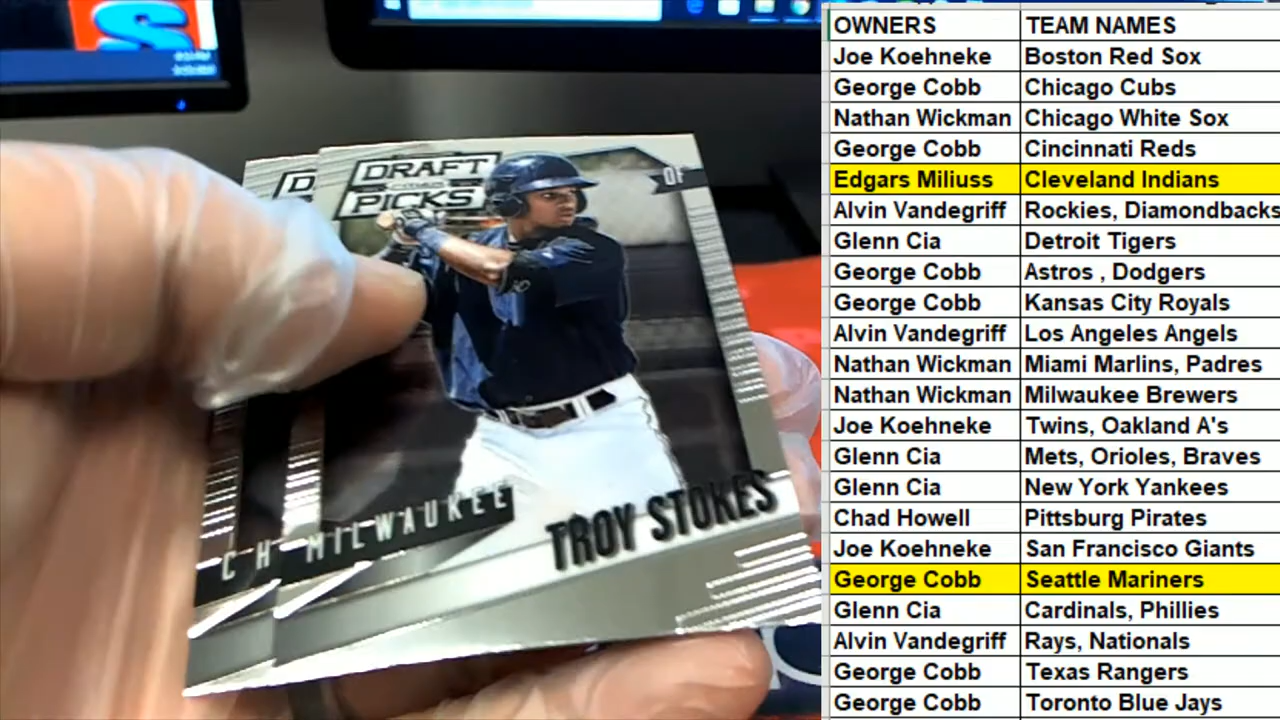 DRAFT
PICKS
OF
D
CH
MILWAUKEE
TROY STOKES
OWNERS TEAM NAMES
Joe Koehneke Boston Red Sox
George Cobb Chicago Cubs
Nathan Wickman Chicago White Sox
George Cobb Cincinnati Reds
Edgars Miliuss Cleveland Indians
Alvin Vandegriff Rockies, Diamondbacks
Glenn Cia Detroit Tigers
George Cobb Astros , Dodgers
George Cobb Kansas City Royals
Alvin Vandegriff Los Angeles Angels
Nathan Wickman Miami Marlins, Padres
Nathan Wickman Milwaukee Brewers
Joe Koehneke Twins, Oakland A's
Glenn Cia Mets, Orioles, Braves
Glenn Cia New York Yankees
Chad Howell Pittsburg Pirates
Joe Koehneke San Francisco Giants
George Cobb Seattle Mariners
Glenn Cia Cardinals, Phillies
Alvin Vandegriff Rays, Nationals
George Cobb Texas Rangers
George Cobb Toronto Blue Jays